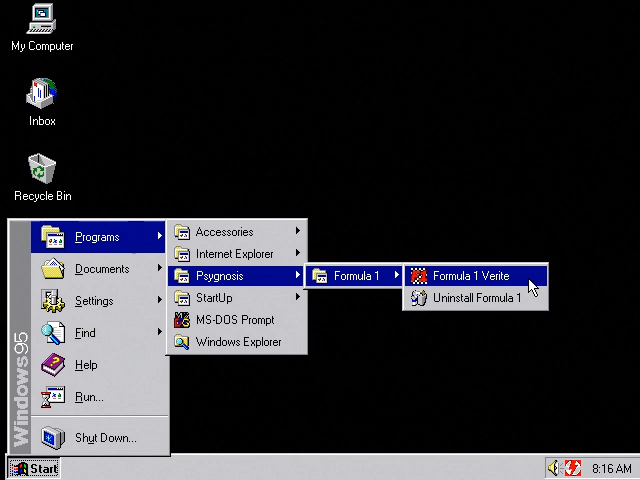 My Computer
Inbox
Recycle Bin
Programs
Documents
Settings
Find
Help
Run...
Shut Down...
Windows95
Accessories
Internet Explorer
Psygnosis
StartUp
MS-DOS Prompt
Windows Explorer
Formula 1
Formula 1 Verite
Uninstall Formula 1
Start
8:16 AM